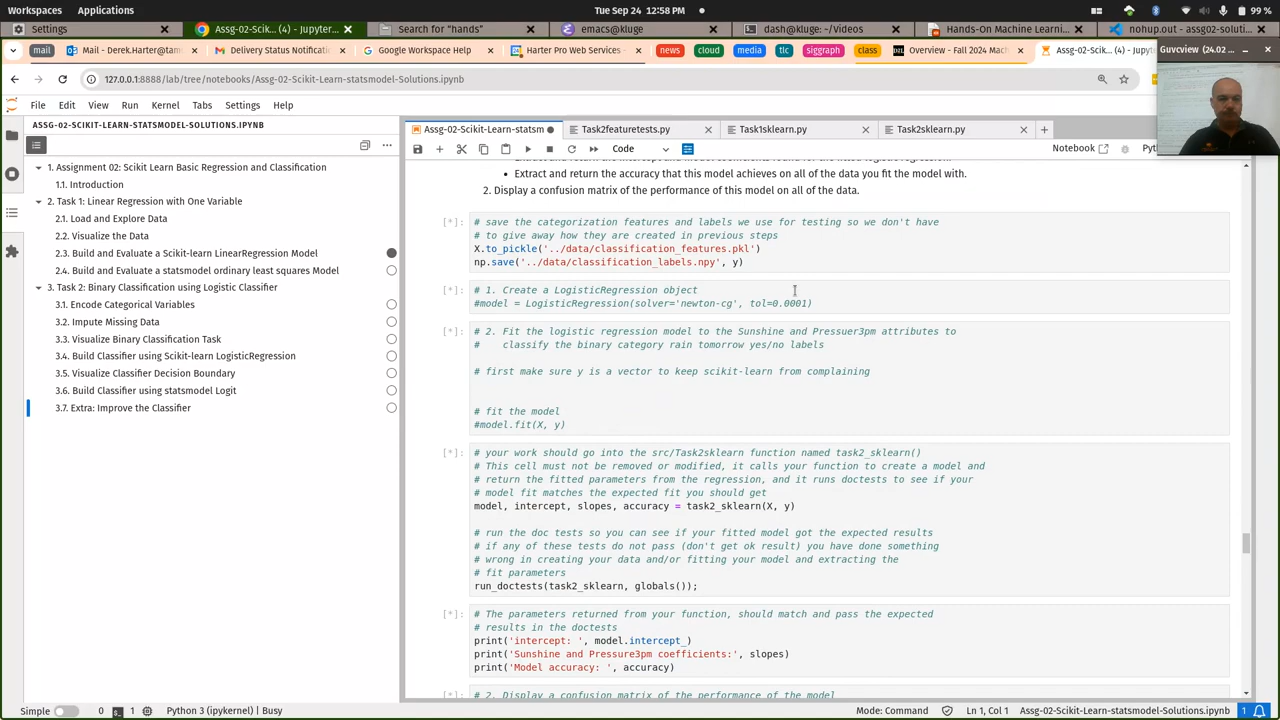 Workspaces Applications
Tue Sep 24 12:58 PM
99 %
Settings
Assg-02-Scikit-Learn-statsmodel-Solutions.ipynb (4) - Jupyter...
Search for "hands"
emacs@kluge
dash@kluge:~/videos
Hands-On Machine Learning
nohup.out - assg02-soluti...
mail
Mail - Derek.Harter@tam...
Delivery Status Notificati...
Google Workspace Help
Harter Pro Web Services -
news
cloud
media
tlc
siggraph
class
Overview - Fall 2024 Mac
Assg-02-Sc (4) - Jupyt
Guvcview (24.02
127.0.0.1:8888/lab/tree/notebooks/Assg-02-Scikit-Learn-statsmodel-Solutions.ipynb
File Edit View Run Kernel Tabs Settings Help
ASSG-02-SCIKIT-LEARN-STATSMODEL-SOLUTIONS.IPYNB
1. Assignment 02: Scikit Learn Basic Regression and Classification
1.1. Introduction
2. Task 1: Linear Regression with One Variable
2.1. Load and Explore Data
2.2. Visualize the Data
2.3. Build and Evaluate a Scikit-learn LinearRegression Model
2.4. Build and Evaluate a statsmodel ordinary least squares Model
3. Task 2: Binary Classification using Logistic Classifier
3.1. Encode Categorical Variables
3.2. Impute Missing Data
3.3. Visualize Binary Classification Task
3.4. Build Classifier using Scikit-learn LogisticRegression
3.5. Visualize Classifier Decision Boundary
3.6. Build Classifier using statsmodel Logit
3.7. Extra: Improve the Classifier
Assg-02-Scikit-Learn-statsm
Task2featuretests.py
Task1sklearn.py
Task2sklearn.py
Code
Notebook
Pyth
• Extract and return the accuracy that this model achieves on all of the data you fit the model with.
2. Display a confusion matrix of the performance of this model on all of the data.
[*]: # save the categorization features and labels we use for testing so we don't have
# to give away how they are created in previous steps
X.to_pickle('../data/classification_features.pkl')
np.save('../data/classification_labels.npy', y)
[*]: # 1. Create a LogisticRegression object
#model = LogisticRegression(solver='newton-cg', tol=0.0001)
[*]: # 2. Fit the logistic regression model to the Sunshine and Pressuer3pm attributes to
# classify the binary category rain tomorrow yes/no labels
# first make sure y is a vector to keep scikit-learn from complaining
# fit the model
#model.fit(X, y)
[*]: # your work should go into the src/Task2sklearn function named task2_sklearn()
# This cell must not be removed or modified, it calls your function to create a model and
# return the fitted parameters from the regression, and it runs doctests to see if your
# model fit matches the expected fit you should get
model, intercept, slopes, accuracy = task2_sklearn(X, y)
# run the doc tests so you can see if your fitted model got the expected results
# if any of these tests do not pass (don't get ok result) you have done something
# wrong in creating your data and/or fitting your model and extracting the
# fit parameters
run_doctests(task2_sklearn, globals());
[*]: # The parameters returned from your function, should match and pass the expected
# results in the doctests
print('intercept: ', model.intercept_)
print('Sunshine and Pressure3pm coefficients:', slopes)
print('Model accuracy: ', accuracy)
[*]: # 2. Display a confusion matrix of the performance of the model
Simple
0
1
Python 3 (ipykernel) | Busy
Mode: Command
Ln 1, Col 1
Assg-02-Scikit-Learn-statsmodel-Solutions.ipynb
1